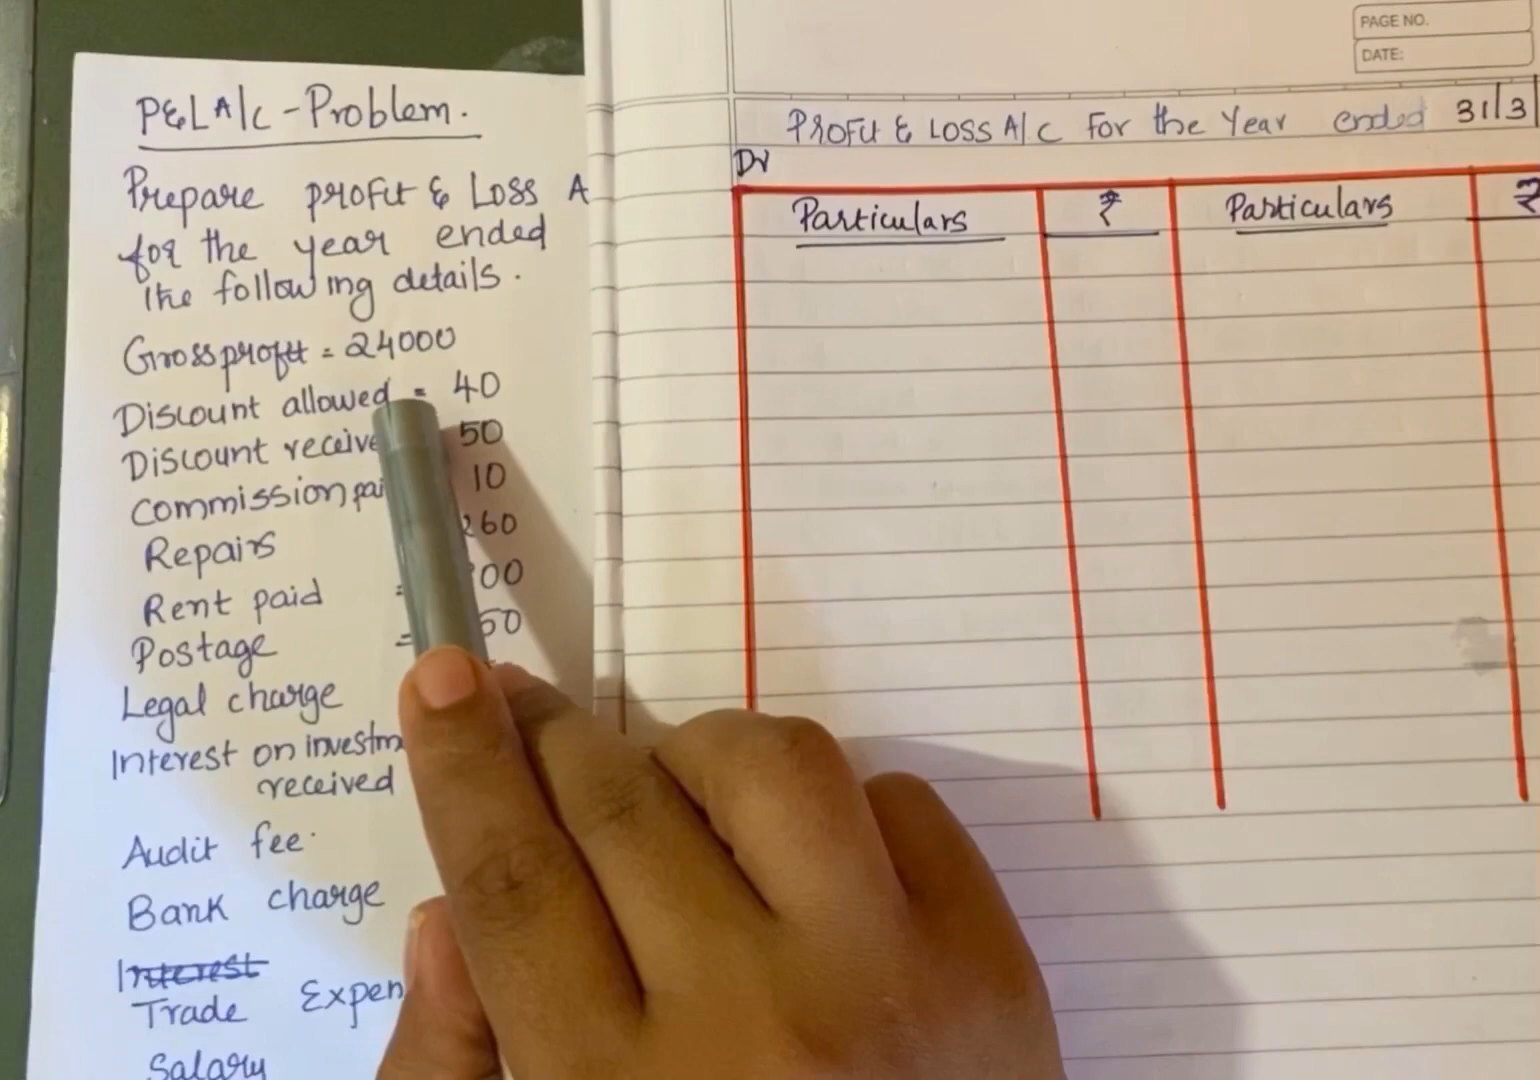 P&L A/c - Problem.
Prepare profit & Loss A
for the year ended
the following details.
Gross profit = 24000
Discount allowed = 40
Discount receive 50
Commission pai 10
Repairs 260
Rent paid = 00
Postage = 50
Legal charge
Interest on investm
received
Audit fee.
Bank charge
Interest
Trade Expen
Salary
PAGE NO.
DATE:
Profit & Loss A/C For the Year ended 31/3
Dr
Particulars ₹ Particulars ₹